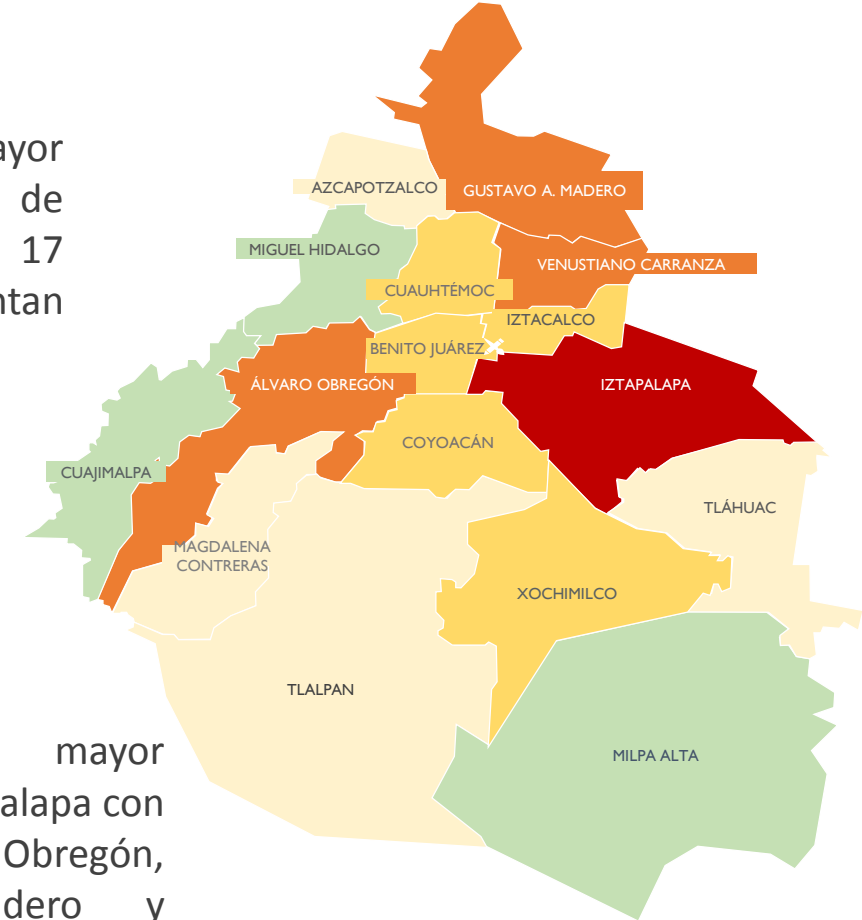 ayor
de
17
ntan
AZCAPOTZALCO
GUSTAVO A. MADERO
MIGUEL HIDALGO
VENUSTIANO CARRANZA
CUAUHTÉMOC
IZTACALCO
BENITO JUÁREZ
ÁLVARO OBREGÓN
IZTAPALAPA
COYOACÁN
CUAJIMALPA
TLÁHUAC
MAGDALENA
CONTRERAS
XOCHIMILCO
TLALPAN
MILPA ALTA
mayor
alapa con
Obregón,
dero y